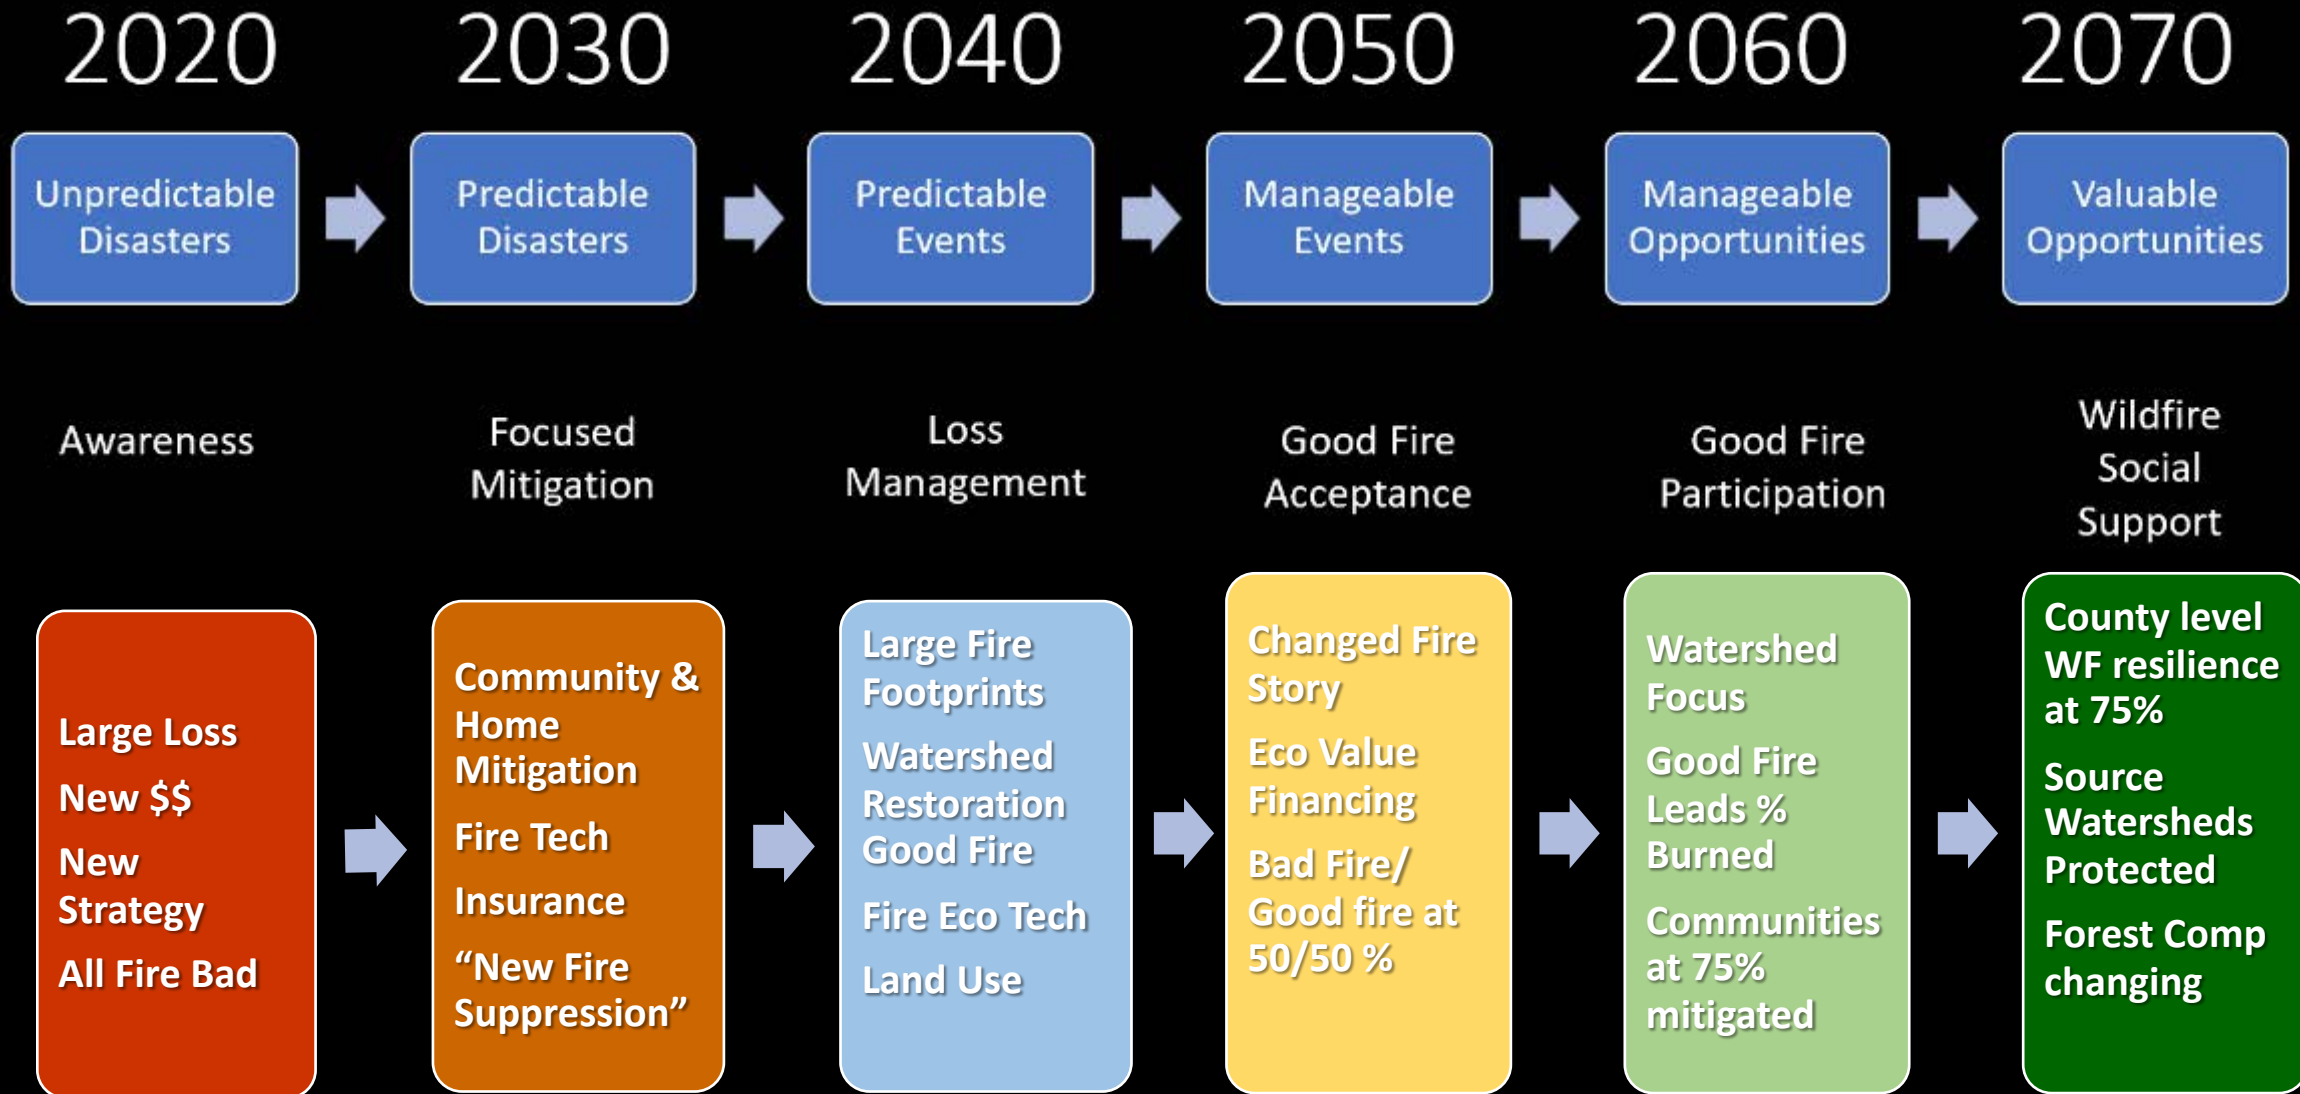 2020
2030
2040
2050
2060
2070
Unpredictable
Disasters
Predictable
Disasters
Predictable
Events
Manageable
Events
Manageable
Opportunities
Valuable
Opportunities
Awareness
Focused
Mitigation
Loss
Management
Good Fire
Acceptance
Good Fire
Participation
Wildfire
Social
Support
Large Loss
New $$
New
Strategy
All Fire Bad
Community &
Home
Mitigation
Fire Tech
Insurance
“New Fire
Suppression”
Large Fire
Footprints
Watershed
Restoration
Good Fire
Fire Eco Tech
Land Use
Changed Fire
Story
Eco Value
Financing
Bad Fire/
Good fire at
50/50 %
Watershed
Focus
Good Fire
Leads %
Burned
Communities
at 75%
mitigated
County level
WF resilience
at 75%
Source
Watersheds
Protected
Forest Comp
changing